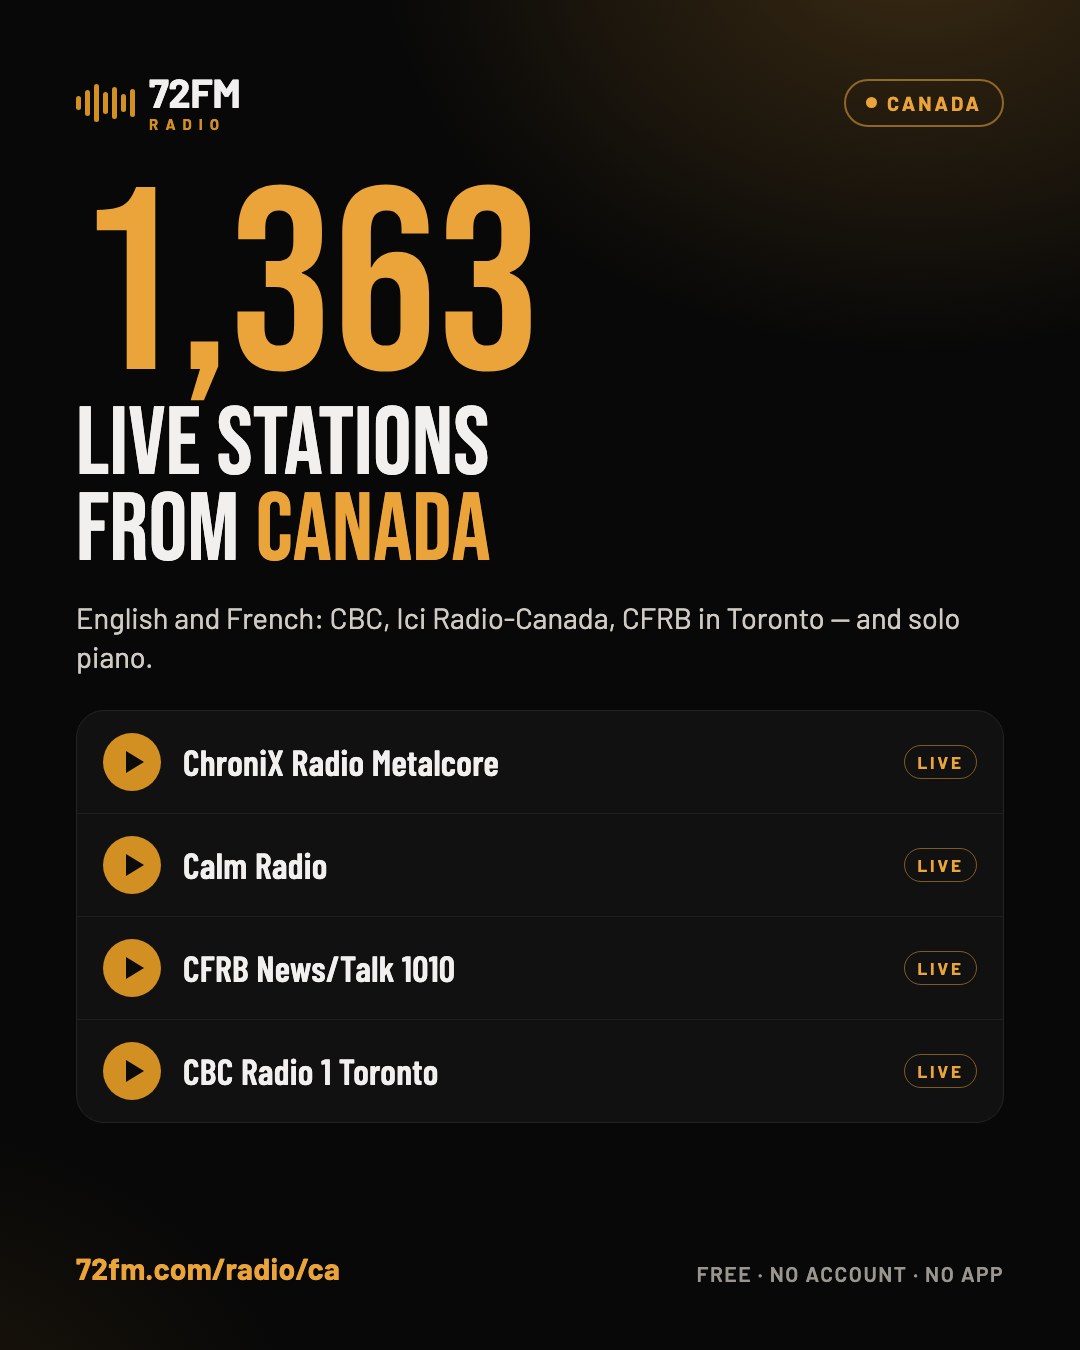 72FM
RADIO
CANADA
1,363
LIVE STATIONS
FROM CANADA
English and French: CBC, Ici Radio-Canada, CFRB in Toronto — and solo
piano.
ChroniX Radio Metalcore
LIVE
Calm Radio
LIVE
CFRB News/Talk 1010
LIVE
CBC Radio 1 Toronto
LIVE
72fm.com/radio/ca
FREE · NO ACCOUNT · NO APP